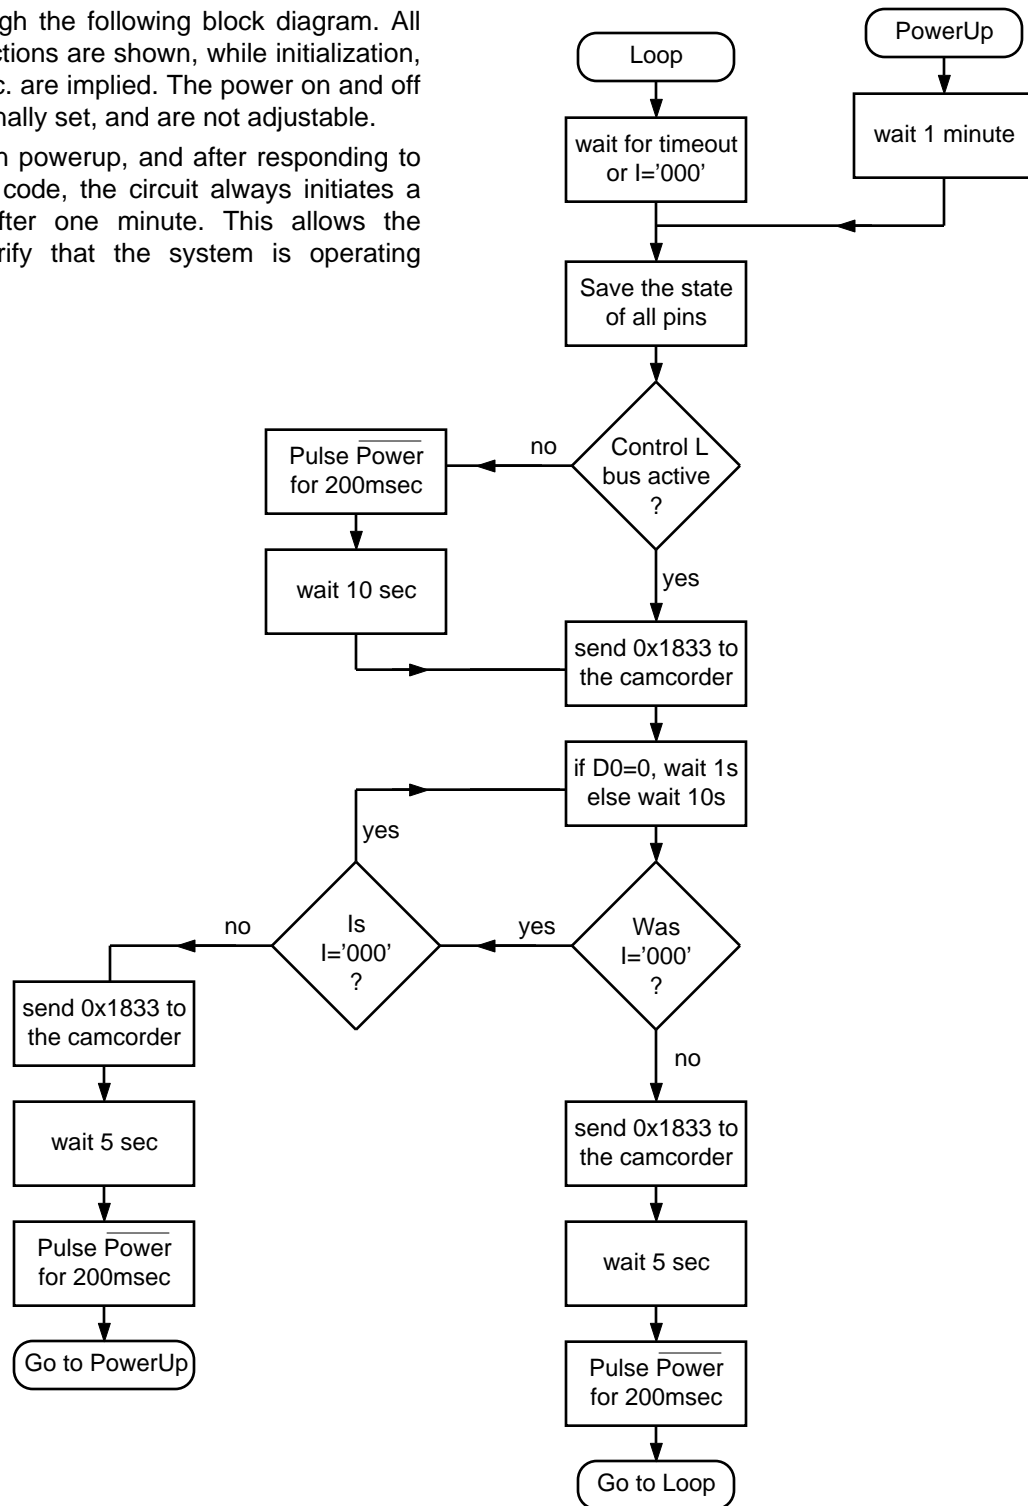 gh the following block diagram. All
ctions are shown, while initialization,
c. are implied. The power on and off
nally set, and are not adjustable.
n powerup, and after responding to
code, the circuit always initiates a
fter one minute. This allows the
rify that the system is operating
Loop
PowerUp
wait for timeout
or I='000'
wait 1 minute
Save the state
of all pins
Control L
bus active
?
no
Pulse Power
for 200msec
wait 10 sec
yes
send 0x1833 to
the camcorder
if D0=0, wait 1s
else wait 10s
yes
Was
I='000'
?
yes
Is
I='000'
?
no
send 0x1833 to
the camcorder
wait 5 sec
Pulse Power
for 200msec
Go to PowerUp
no
send 0x1833 to
the camcorder
wait 5 sec
Pulse Power
for 200msec
Go to Loop